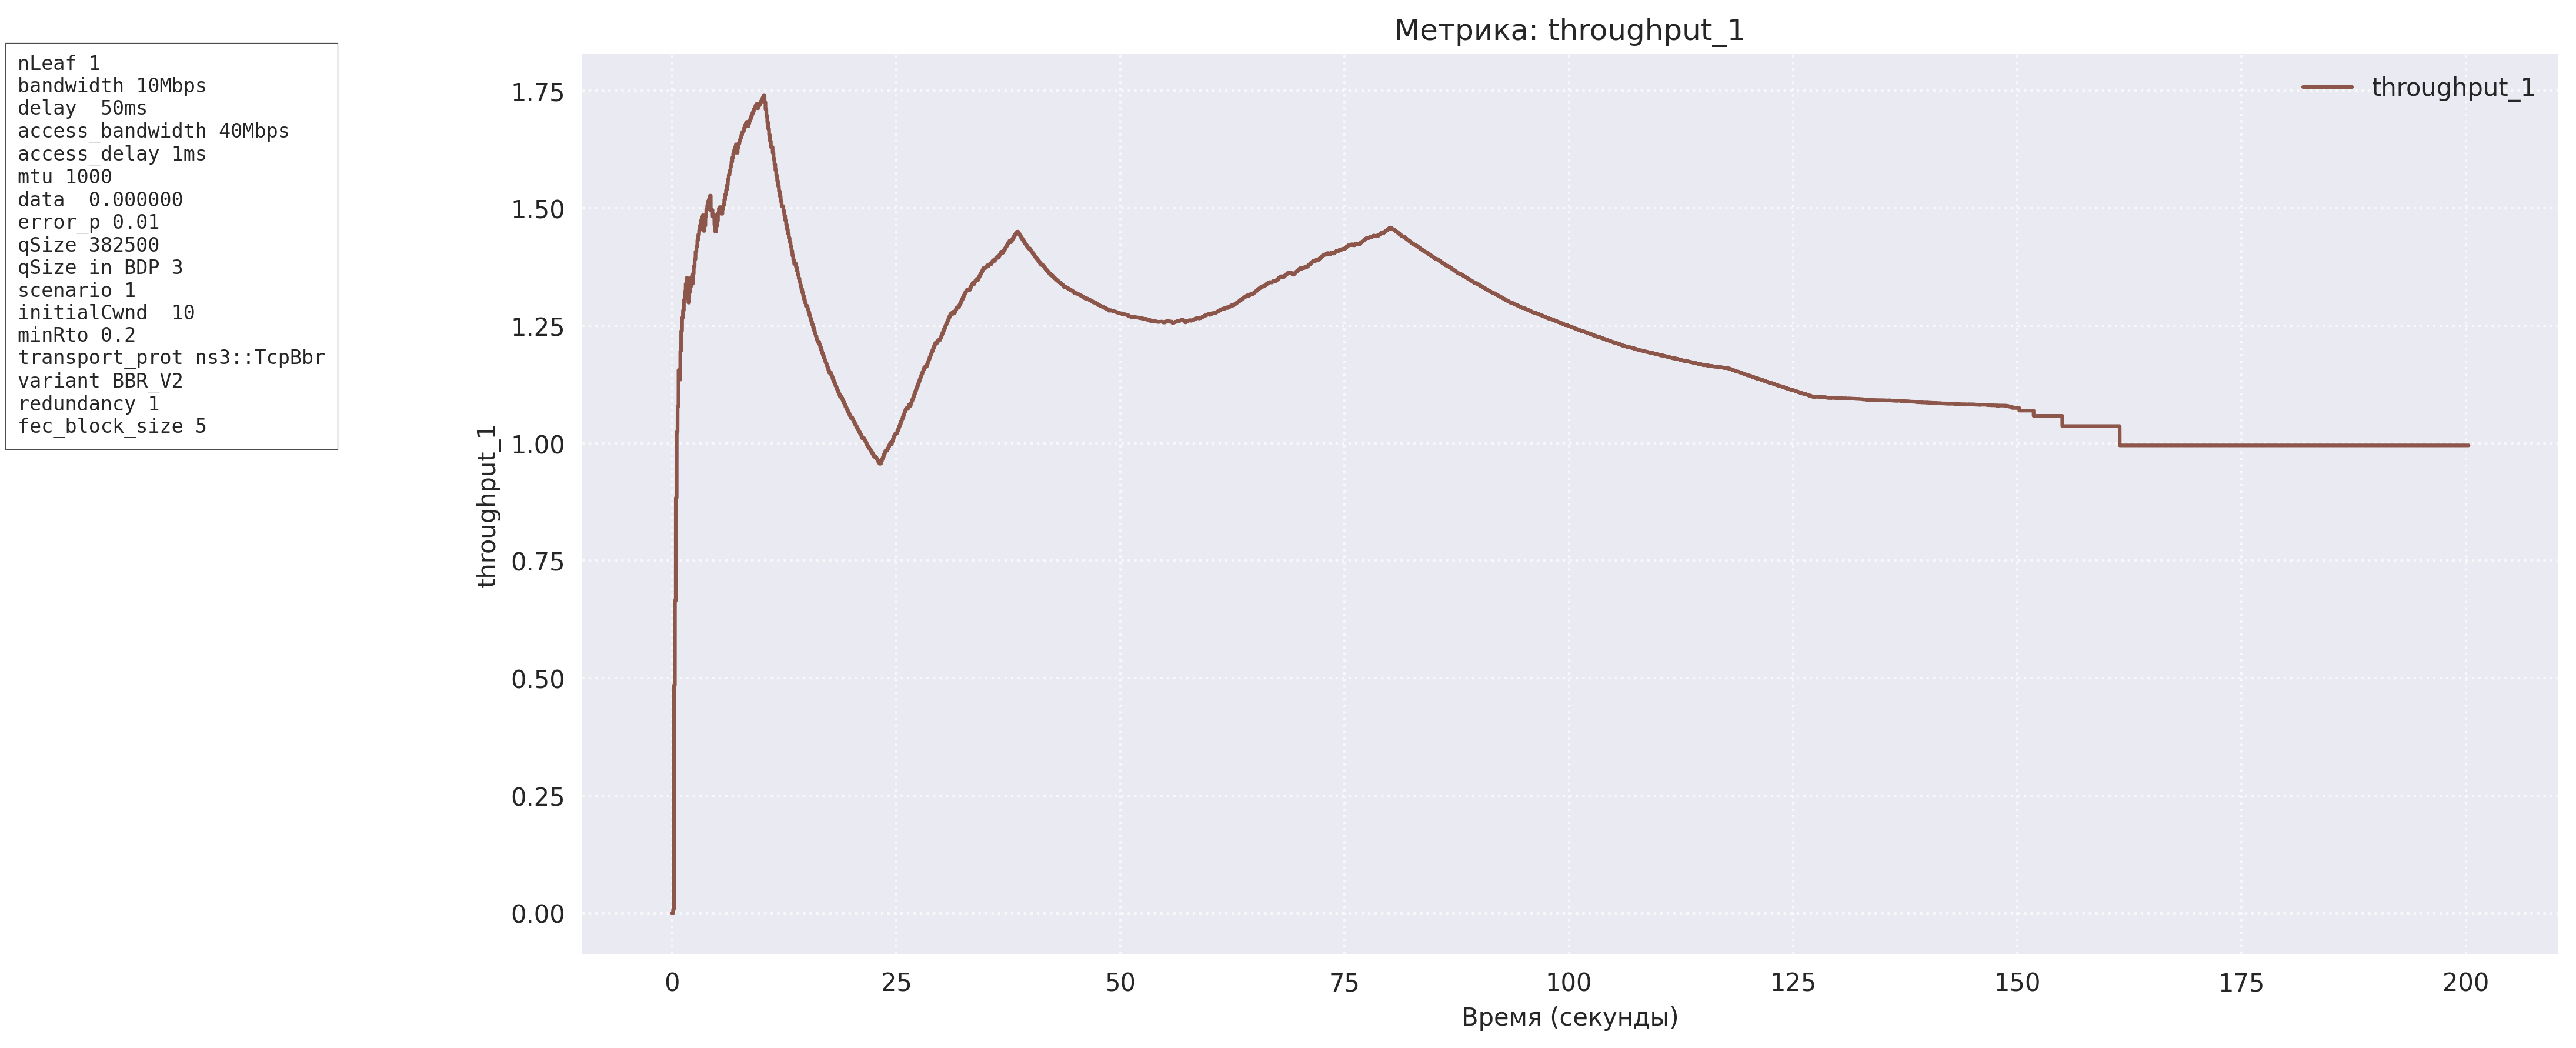 Метрика: throughput_1
nLeaf 1
bandwidth 10Mbps
delay  50ms
access_bandwidth 40Mbps
access_delay 1ms
mtu 1000
data  0.000000
error_p 0.01
qSize 382500
qSize in BDP 3
scenario 1
initialCwnd  10
minRto 0.2
transport_prot ns3::TcpBbr
variant BBR_V2
redundancy 1
fec_block_size 5
throughput_1
1.75
1.50
1.25
1.00
0.75
0.50
0.25
0.00
throughput_1
0 25 50 75 100 125 150 175 200
Время (секунды)